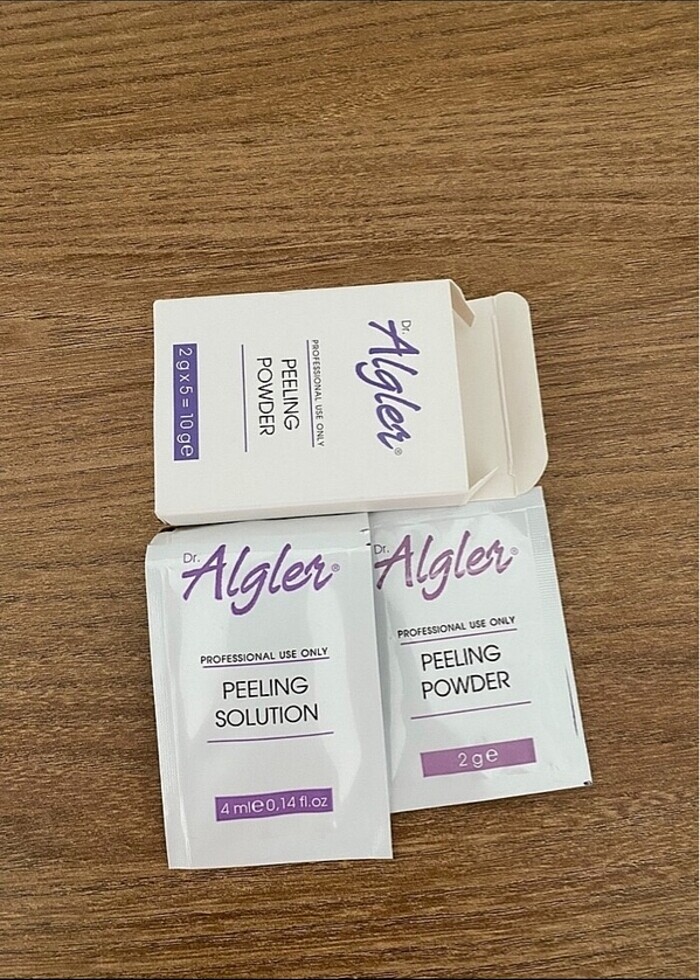 Dr.
Algler®
PROFESSIONAL USE ONLY
PEELING
POWDER
2 g x 5 = 10 g℮
Dr.
Algler®
PROFESSIONAL USE ONLY
PEELING
SOLUTION
4 ml℮0,14 fl.oz
Dr.
Algler®
PROFESSIONAL USE ONLY
PEELING
POWDER
2 g℮